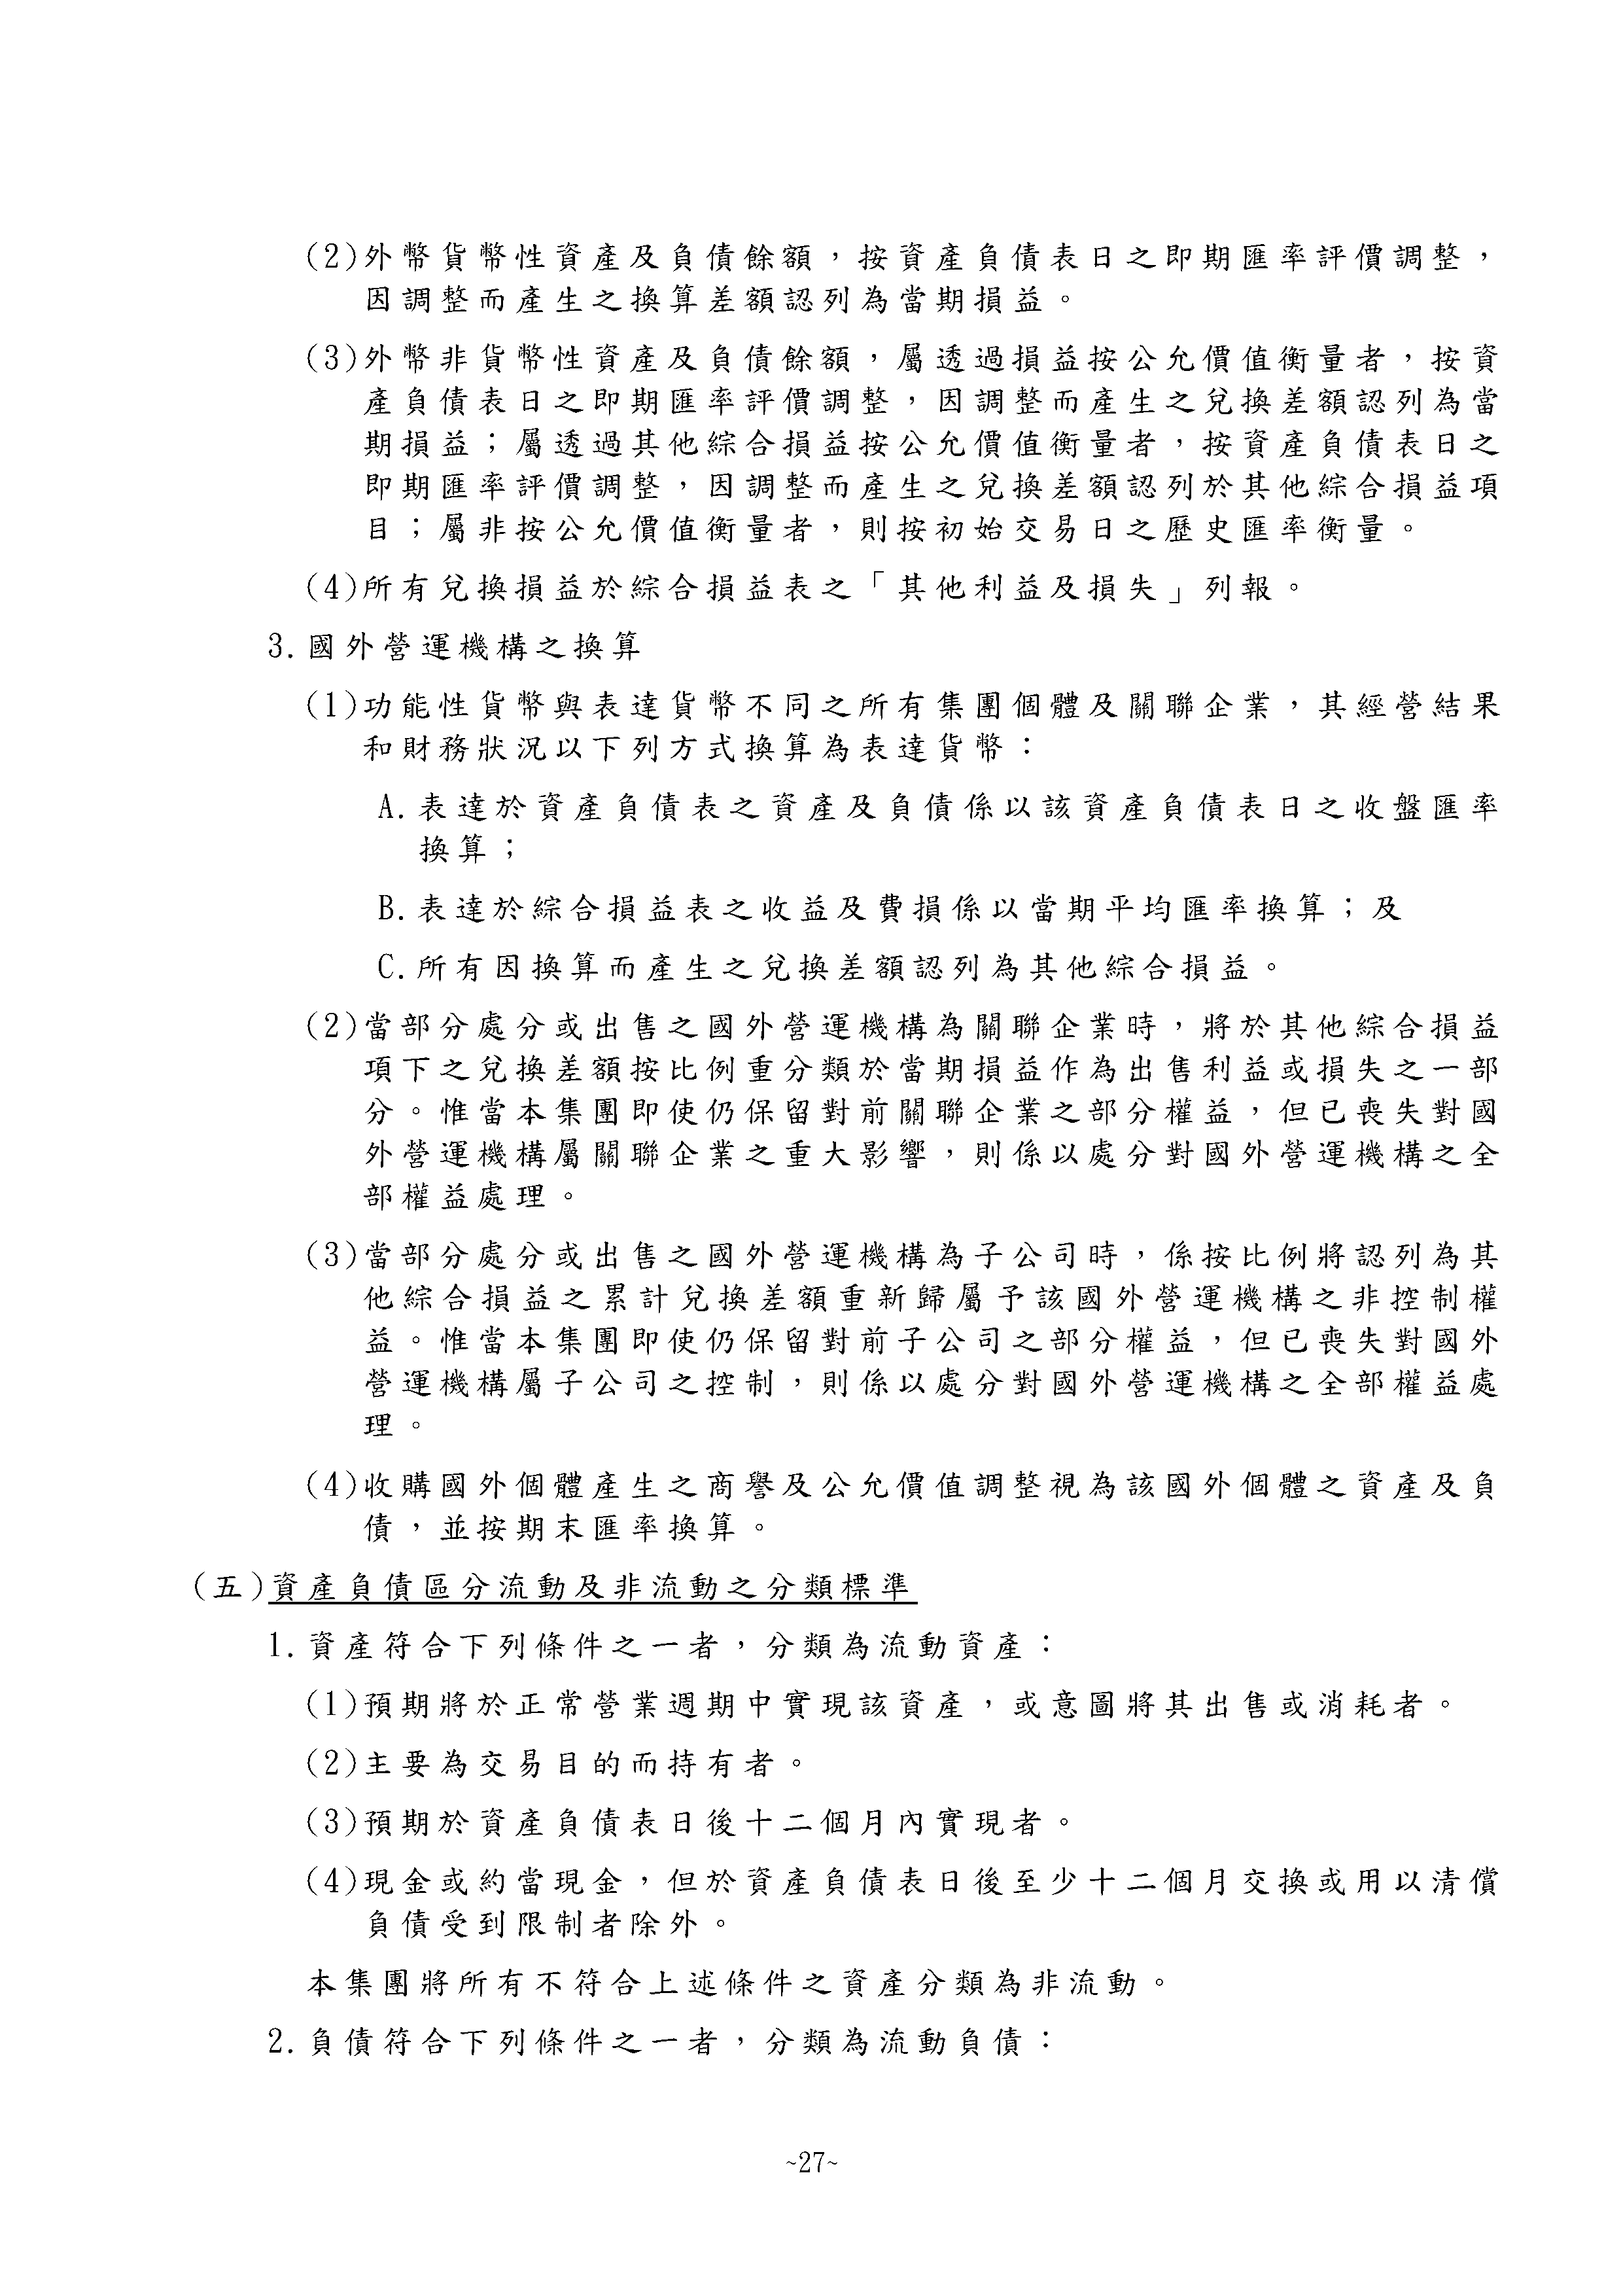 (2)外幣貨幣性資產及負債餘額，按資產負債表日之即期匯率評價調整，
因調整而產生之換算差額認列為當期損益。
(3)外幣非貨幣性資產及負債餘額，屬透過損益按公允價值衡量者，按資
產負債表日之即期匯率評價調整，因調整而產生之兌換差額認列為當
期損益；屬透過其他綜合損益按公允價值衡量者，按資產負債表日之
即期匯率評價調整，因調整而產生之兌換差額認列於其他綜合損益項
目；屬非按公允價值衡量者，則按初始交易日之歷史匯率衡量。
(4)所有兌換損益於綜合損益表之「其他利益及損失」列報。
3.國外營運機構之換算
(1)功能性貨幣與表達貨幣不同之所有集團個體及關聯企業，其經營結果
和財務狀況以下列方式換算為表達貨幣：
A.表達於資產負債表之資產及負債係以該資產負債表日之收盤匯率
換算；
B.表達於綜合損益表之收益及費損係以當期平均匯率換算；及
C.所有因換算而產生之兌換差額認列為其他綜合損益。
(2)當部分處分或出售之國外營運機構為關聯企業時，將於其他綜合損益
項下之兌換差額按比例重分類於當期損益作為出售利益或損失之一部
分。惟當本集團即使仍保留對前關聯企業之部分權益，但已喪失對國
外營運機構屬關聯企業之重大影響，則係以處分對國外營運機構之全
部權益處理。
(3)當部分處分或出售之國外營運機構為子公司時，係按比例將認列為其
他綜合損益之累計兌換差額重新歸屬予該國外營運機構之非控制權
益。惟當本集團即使仍保留對前子公司之部分權益，但已喪失對國外
營運機構屬子公司之控制，則係以處分對國外營運機構之全部權益處
理。
(4)收購國外個體產生之商譽及公允價值調整視為該國外個體之資產及負
債，並按期末匯率換算。
(五)資產負債區分流動及非流動之分類標準
1.資產符合下列條件之一者，分類為流動資產：
(1)預期將於正常營業週期中實現該資產，或意圖將其出售或消耗者。
(2)主要為交易目的而持有者。
(3)預期於資產負債表日後十二個月內實現者。
(4)現金或約當現金，但於資產負債表日後至少十二個月交換或用以清償
負債受到限制者除外。
本集團將所有不符合上述條件之資產分類為非流動。
2.負債符合下列條件之一者，分類為流動負債：
~27~